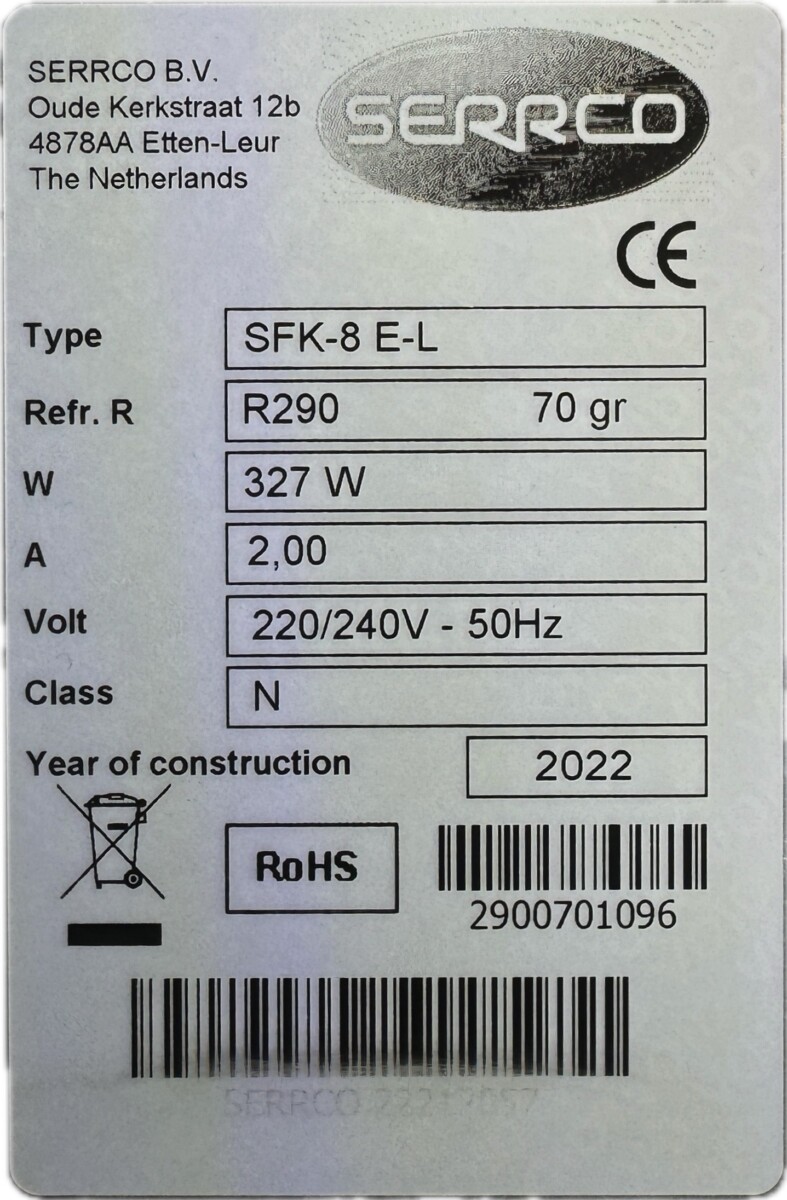 SERRCO B.V.
Oude Kerkstraat 12b
4878AA Etten-Leur
The Netherlands
SERRCO
CE
Type SFK-8 E-L
Refr. R R290 70 gr
W 327 W
A 2,00
Volt 220/240V - 50Hz
Class N
Year of construction 2022
RoHS
2900701096
SERRCO